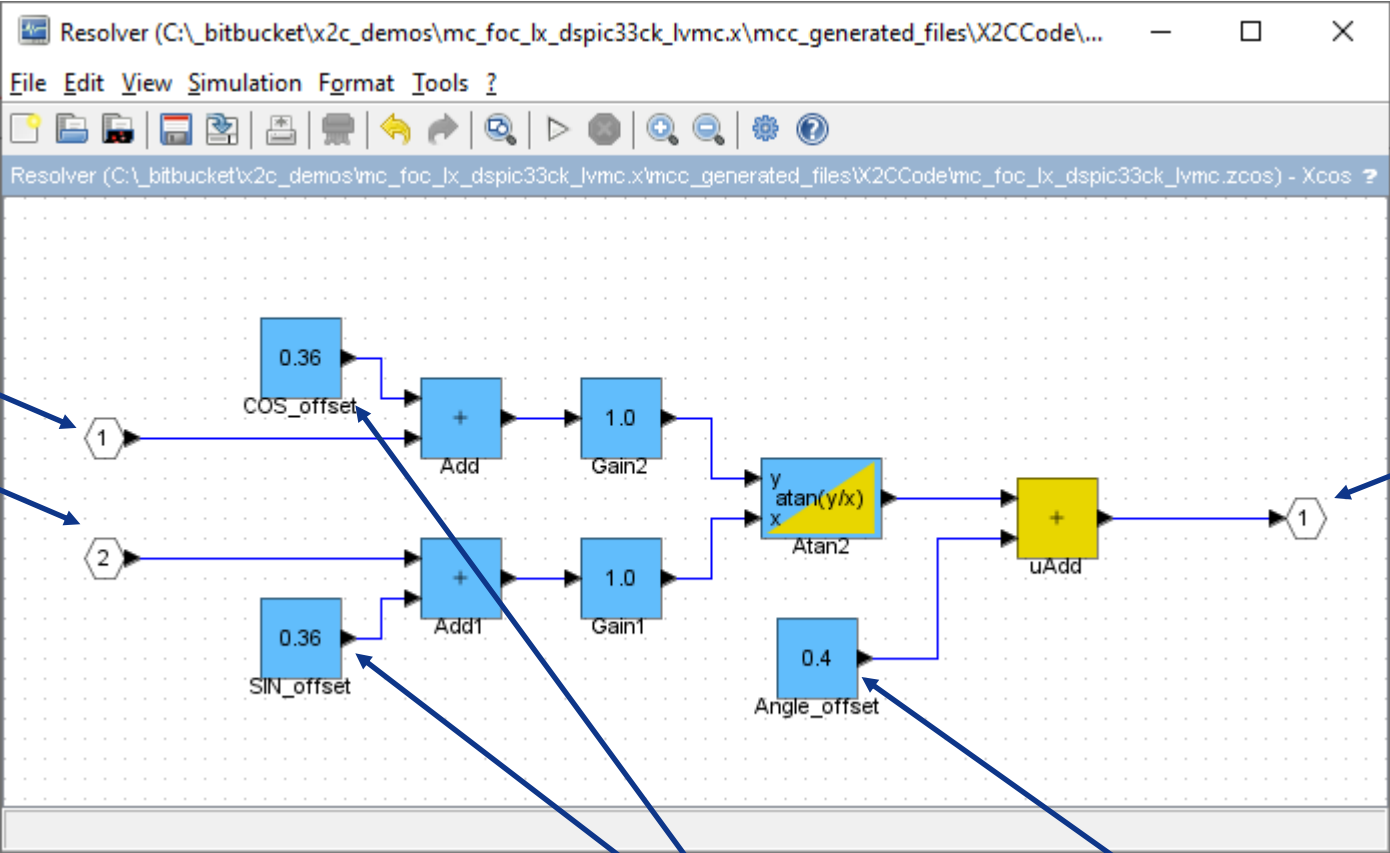 Resolver (C:\_bitbucket\x2c_demos\mc_foc_lx_dspic33ck_lvmc.x\mcc_generated_files\X2CCode\...
File Edit View Simulation Format Tools ?
Resolver (C:\_bitbucket\x2c_demos\mc_foc_lx_dspic33ck_lvmc.x\mcc_generated_files\X2CCode\mc_foc_lx_dspic33ck_lvmc.zcos) - Xcos ?
0.36
COS_offset
1
+
Add
1.0
Gain2
y
atan(y/x)
x
Atan2
+
uAdd
1
2
+
Add1
1.0
Gain1
0.36
SIN_offset
0.4
Angle_offset